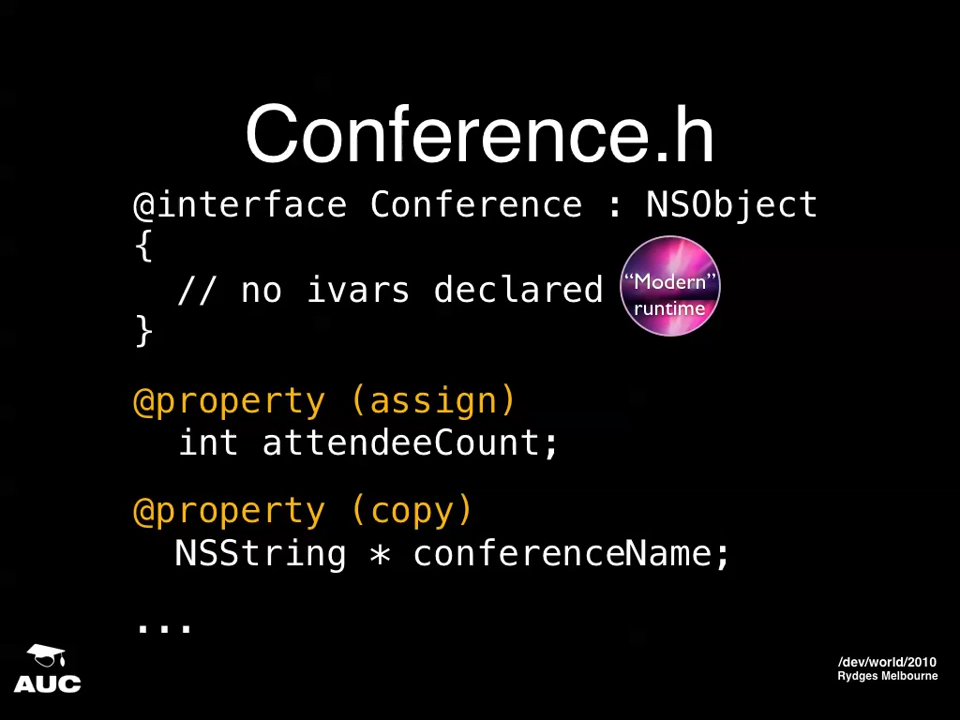 Conference.h
@interface Conference : NSObject
{
// no ivars declared
“Modern”
runtime
}
@property (assign)
int attendeeCount;
@property (copy)
NSString * conferenceName;
...
AUC
/dev/world/2010
Rydges Melbourne